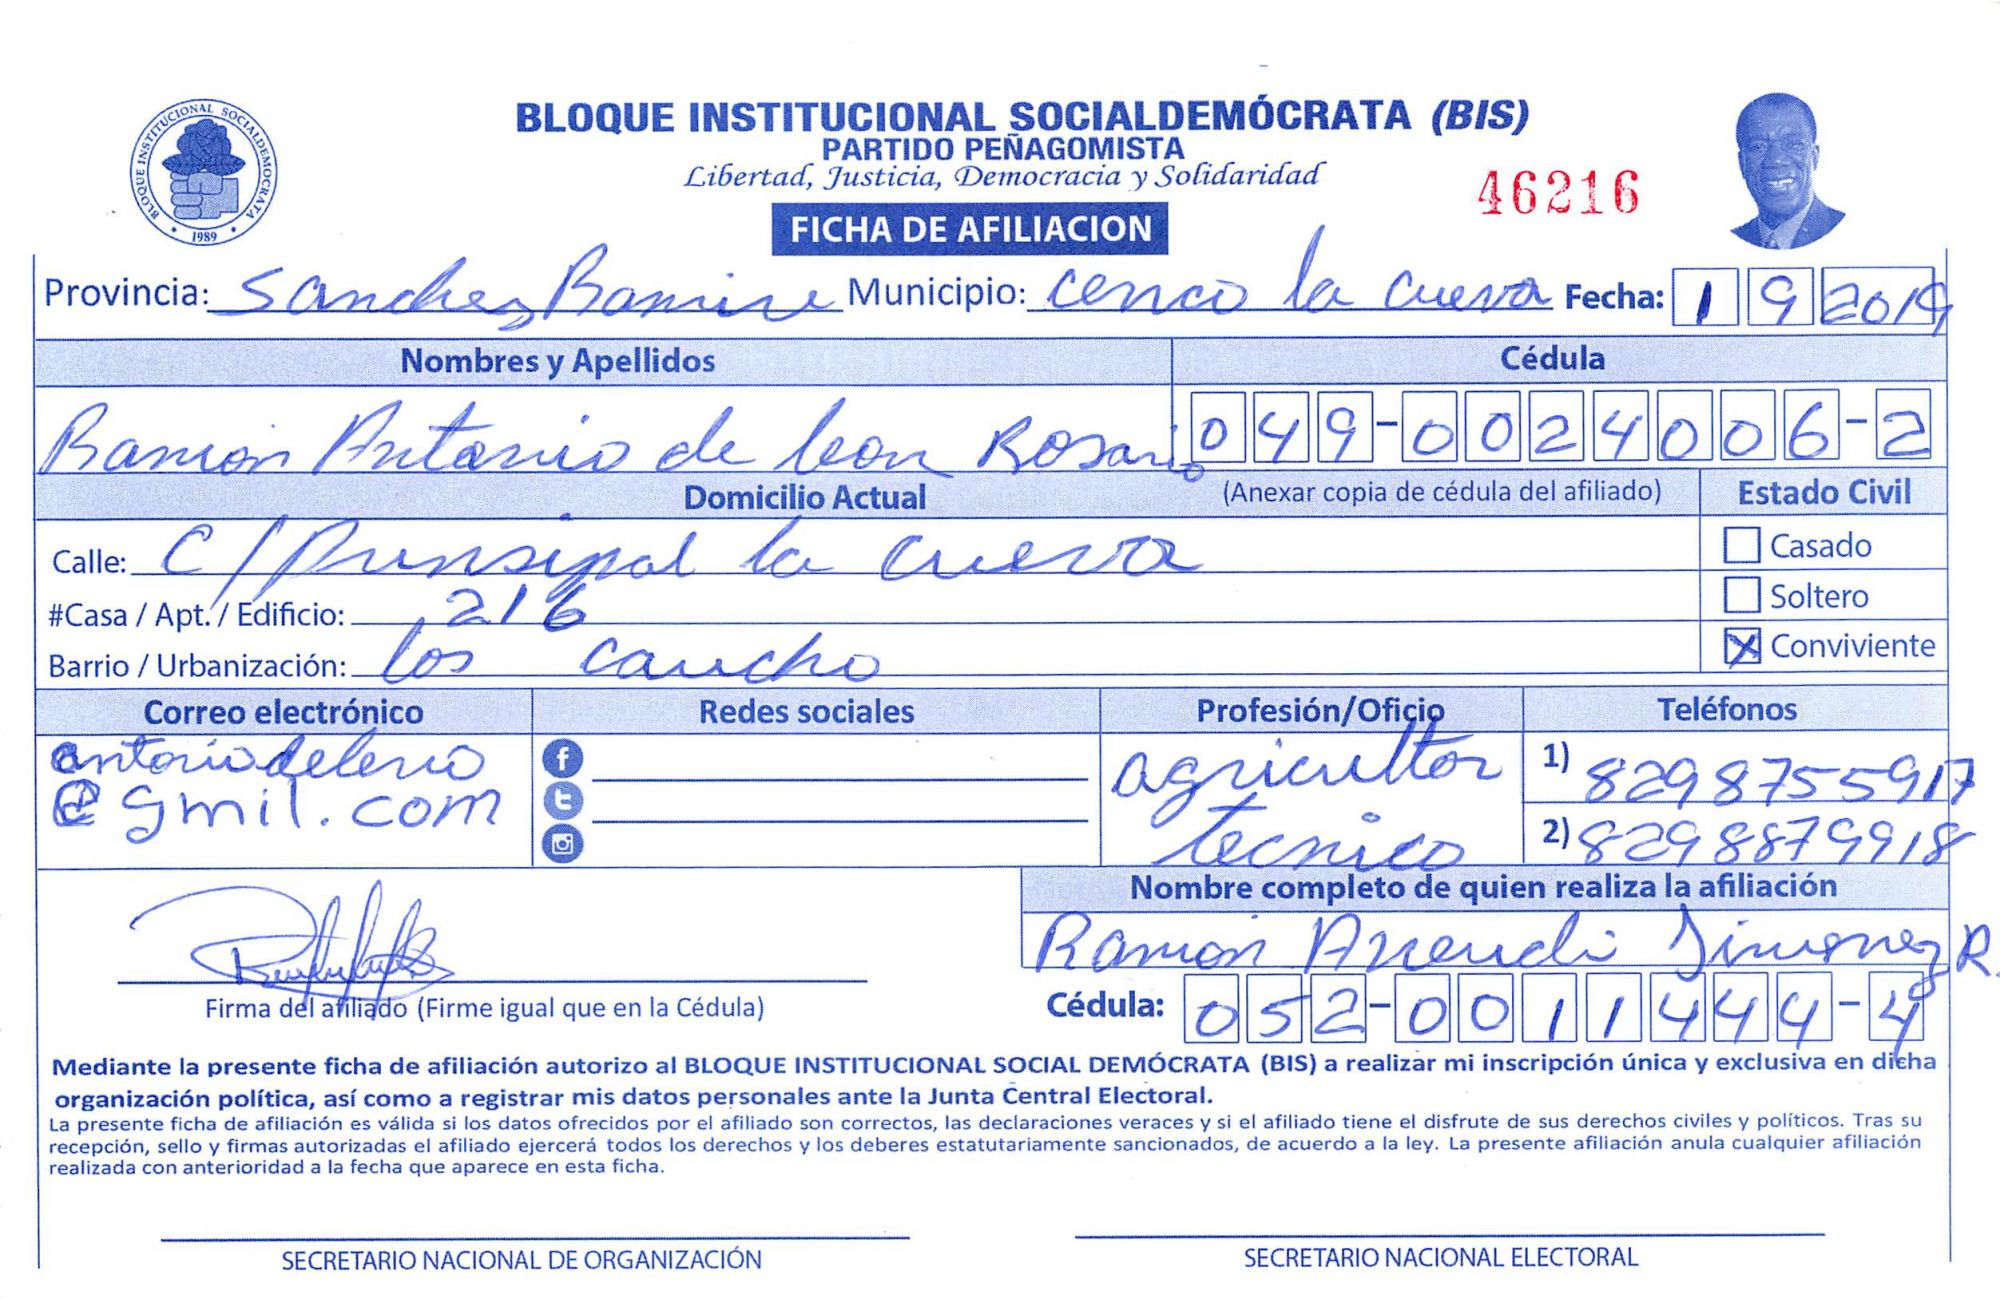 BLOQUE INSTITUCIONAL SOCIALDEMOCRATA
1989
BLOQUE INSTITUCIONAL SOCIALDEMÓCRATA (BIS)
PARTIDO PEÑAGOMISTA
Libertad, Justicia, Democracia y Solidaridad
46216
FICHA DE AFILIACION
Provincia: Sanchez Ramire Municipio: cenco la cueva Fecha: 1 9 2019
Nombres y Apellidos Cédula
Ramon Antonio de leon Rosario 049-0024006-2
Domicilio Actual (Anexar copia de cédula del afiliado) Estado Civil
Calle: C/Prinsipal la cueva Casado
#Casa / Apt. / Edificio: 216 Soltero
Barrio / Urbanización: los caucho Conviviente
Correo electrónico Redes sociales Profesión/Oficio Teléfonos
antonio 1) 8298755917
@gmil.com agricultor
tecnico 2) 8298879918
Nombre completo de quien realiza la afiliación
Ramon Jimenez R.
Firma del afiliado (Firme igual que en la Cédula) Cédula: 052-0011444-4
Mediante la presente ficha de afiliación autorizo al BLOQUE INSTITUCIONAL SOCIAL DEMÓCRATA (BIS) a realizar mi inscripción única y exclusiva en dicha
organización política, así como a registrar mis datos personales ante la Junta Central Electoral.
La presente ficha de afiliación es válida si los datos ofrecidos por el afiliado son correctos, las declaraciones veraces y si el afiliado tiene el disfrute de sus derechos civiles y políticos. Tras su
recepción, sello y firmas autorizadas el afiliado ejercerá todos los derechos y los deberes estatutariamente sancionados, de acuerdo a la ley. La presente afiliación anula cualquier afiliación
realizada con anterioridad a la fecha que aparece en esta ficha.
SECRETARIO NACIONAL DE ORGANIZACIÓN SECRETARIO NACIONAL ELECTORAL